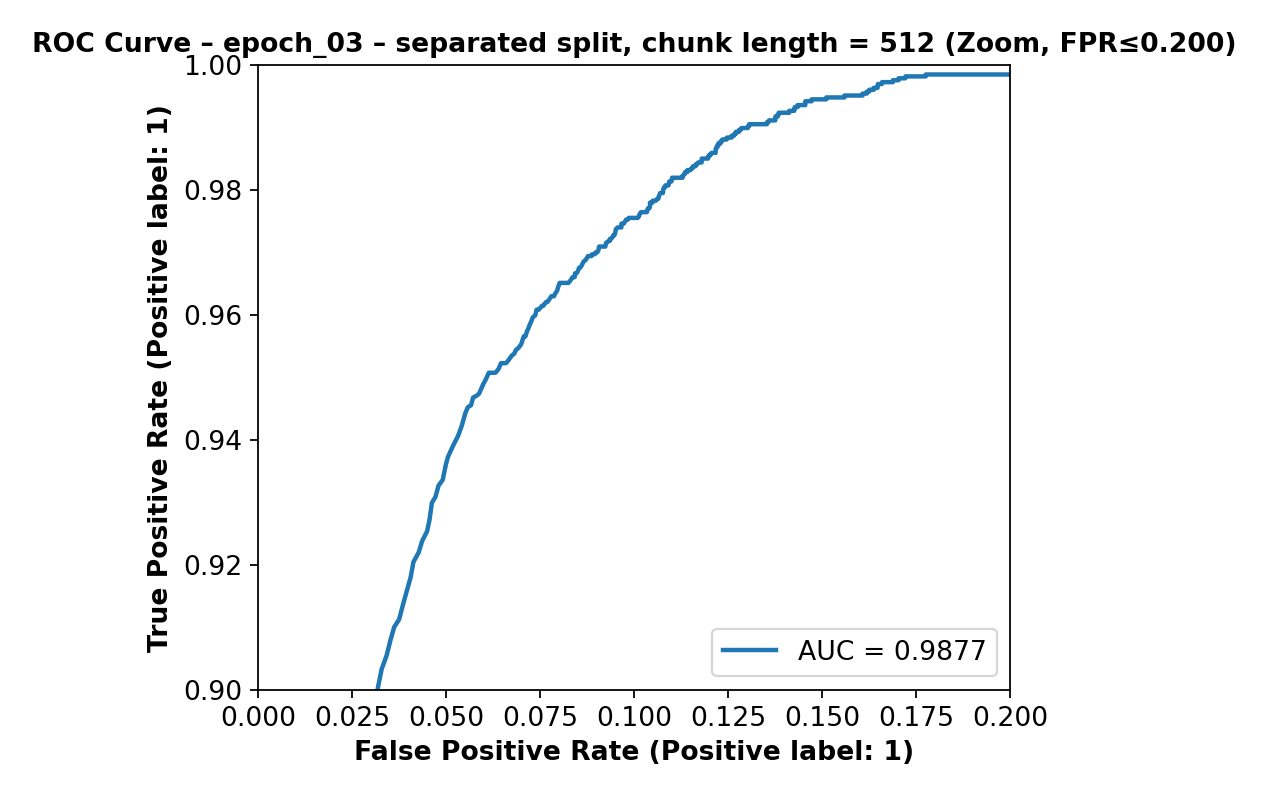 ROC Curve – epoch_03 – separated split, chunk length = 512 (Zoom, FPR≤0.200)
True Positive Rate (Positive label: 1)
1.00
0.98
0.96
0.94
0.92
0.90
AUC = 0.9877
0.000 0.025 0.050 0.075 0.100 0.125 0.150 0.175 0.200
False Positive Rate (Positive label: 1)